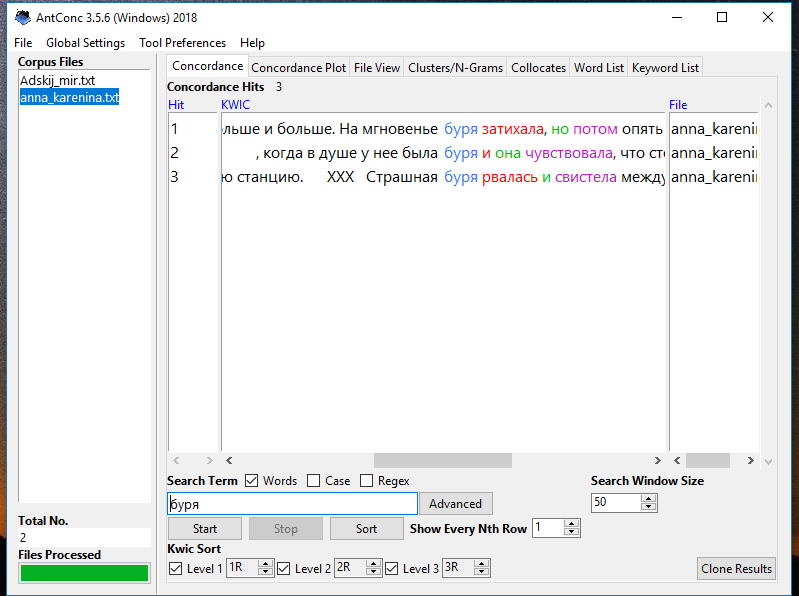 AntConc 3.5.6 (Windows) 2018
File Global Settings Tool Preferences Help
Corpus Files
Adskij_mir.txt
anna_karenina.txt
Concordance Concordance Plot File View Clusters/N-Grams Collocates Word List Keyword List
Concordance Hits 3
Hit KWIC File
1 ольше и больше. На мгновенье буря затихала, но потом опять anna_kareni
2 , когда в душе у нее была буря и она чувствовала, что сто anna_kareni
3 ю станцию. XXX Страшная буря рвалась и свистела между anna_kareni
Search Term Words Case Regex Search Window Size
буря Advanced 50
Start Stop Sort Show Every Nth Row 1
Kwic Sort
Level 1 1R Level 2 2R Level 3 3R Clone Results
Total No.
2
Files Processed